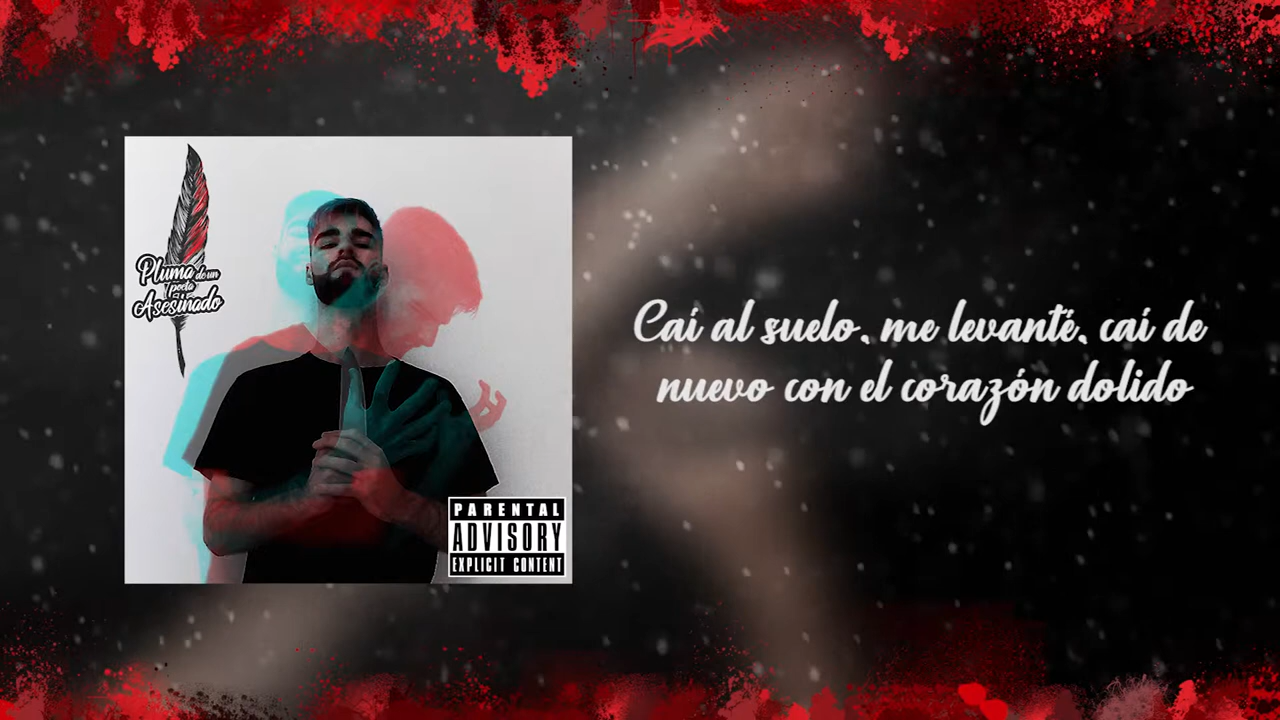 Pluma de un
poeta
Asesinado
Caí al suelo, me levanté, caí de
nuevo con el corazón dolido
PARENTAL
ADVISORY
EXPLICIT CONTENT